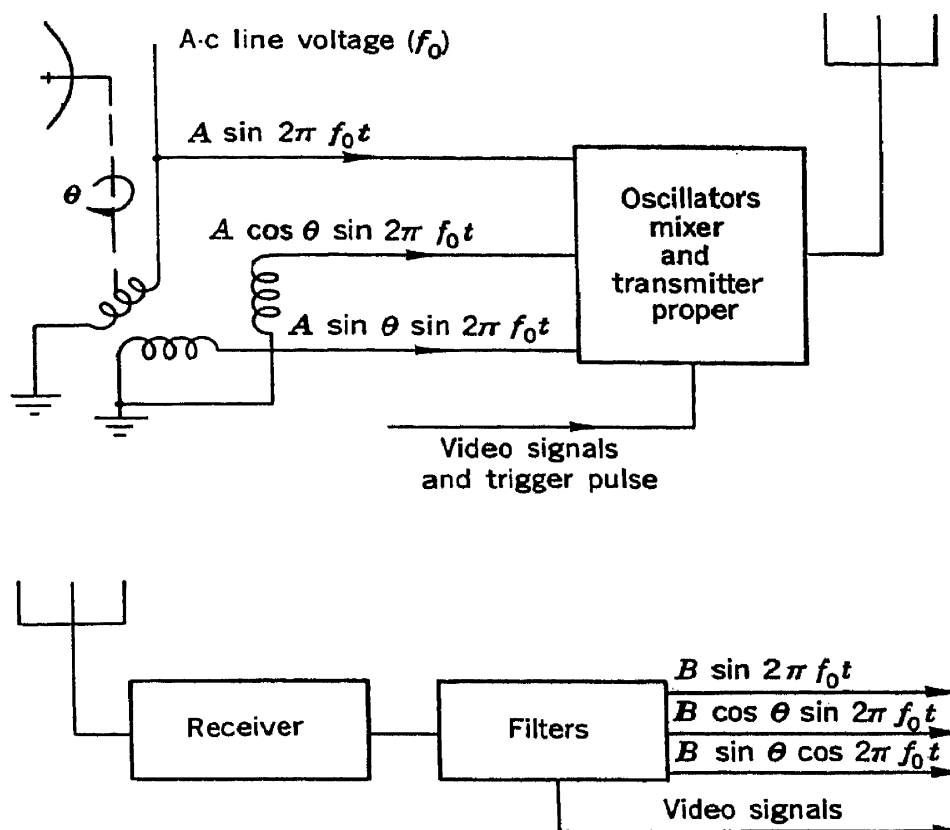 A-c line voltage (f₀)
A sin 2π f₀t
θ
A cos θ sin 2π f₀t
A sin θ sin 2π f₀t
Oscillators
mixer
and
transmitter
proper
Video signals
and trigger pulse
Receiver
Filters
B sin 2π f₀t
B cos θ sin 2π f₀t
B sin θ cos 2π f₀t
Video signals